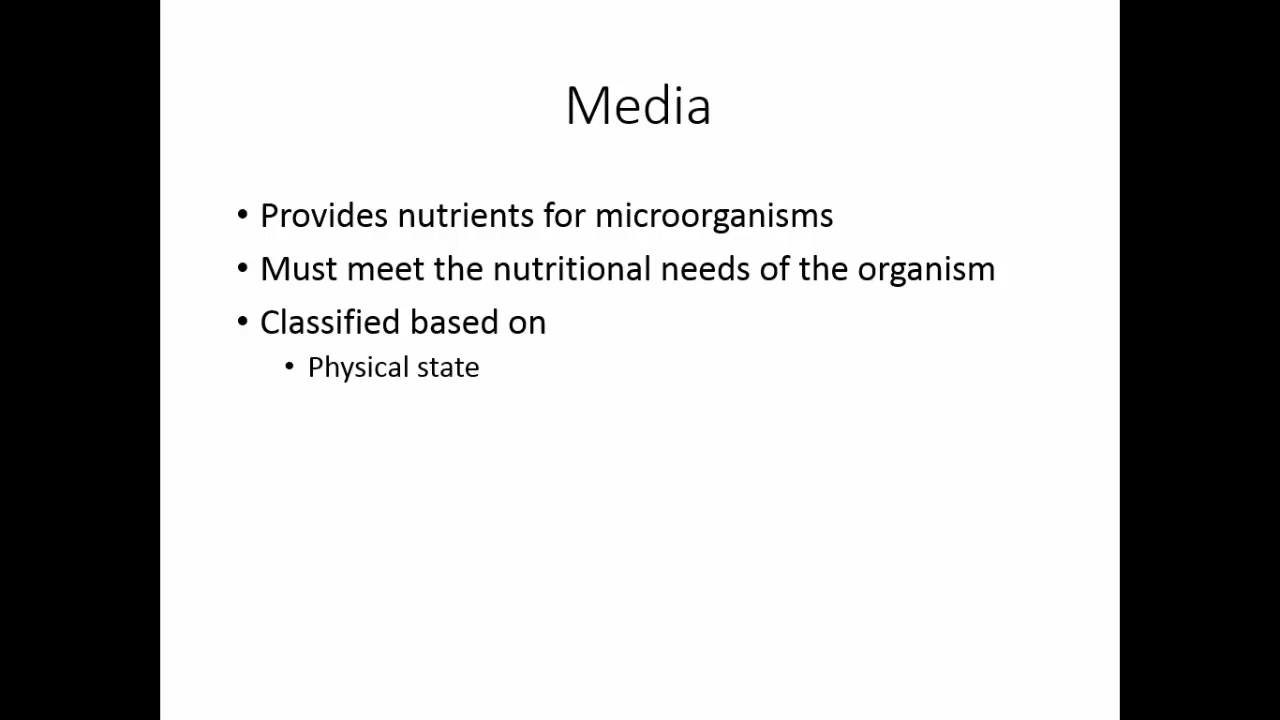 Media
• Provides nutrients for microorganisms
• Must meet the nutritional needs of the organism
• Classified based on
• Physical state